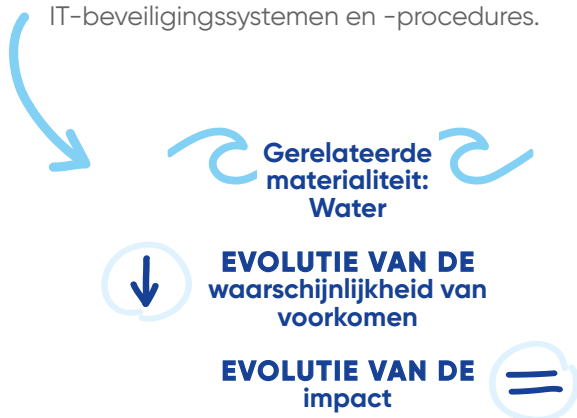 IT-beveiligingssystemen en -procedures.
Gerelateerde
materialiteit:
Water
EVOLUTIE VAN DE
waarschijnlijkheid van
voorkomen
EVOLUTIE VAN DE
impact